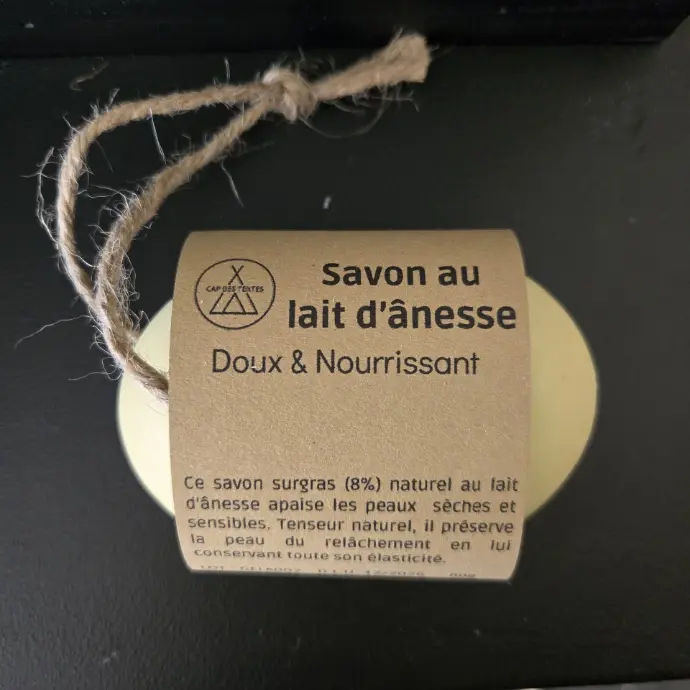 CAP DES TENTES
Savon au
lait d'ânesse
Doux & Nourrissant
Ce savon surgras (8%) naturel au lait
d'ânesse apaise les peaux sèches et
sensibles. Tenseur naturel, il préserve
la peau du relâchement en lui
conservant toute son élasticité.